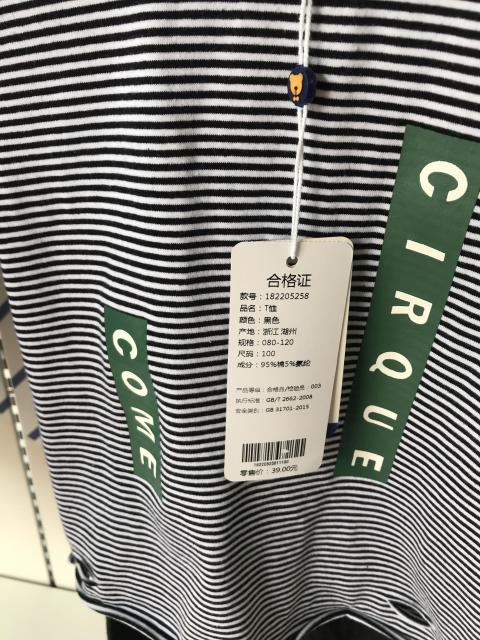 CIRQUE
COME
合格证
款号：182205258
品名：T恤
颜色：黑色
产地：浙江 湖州
规格：080-120
尺码：100
成分：95%棉5%氨纶
产品等级：合格品/检验员：003
执行标准：GB/T 2662-2008
安全类别：GB 31701-2015
零售价：39.00元